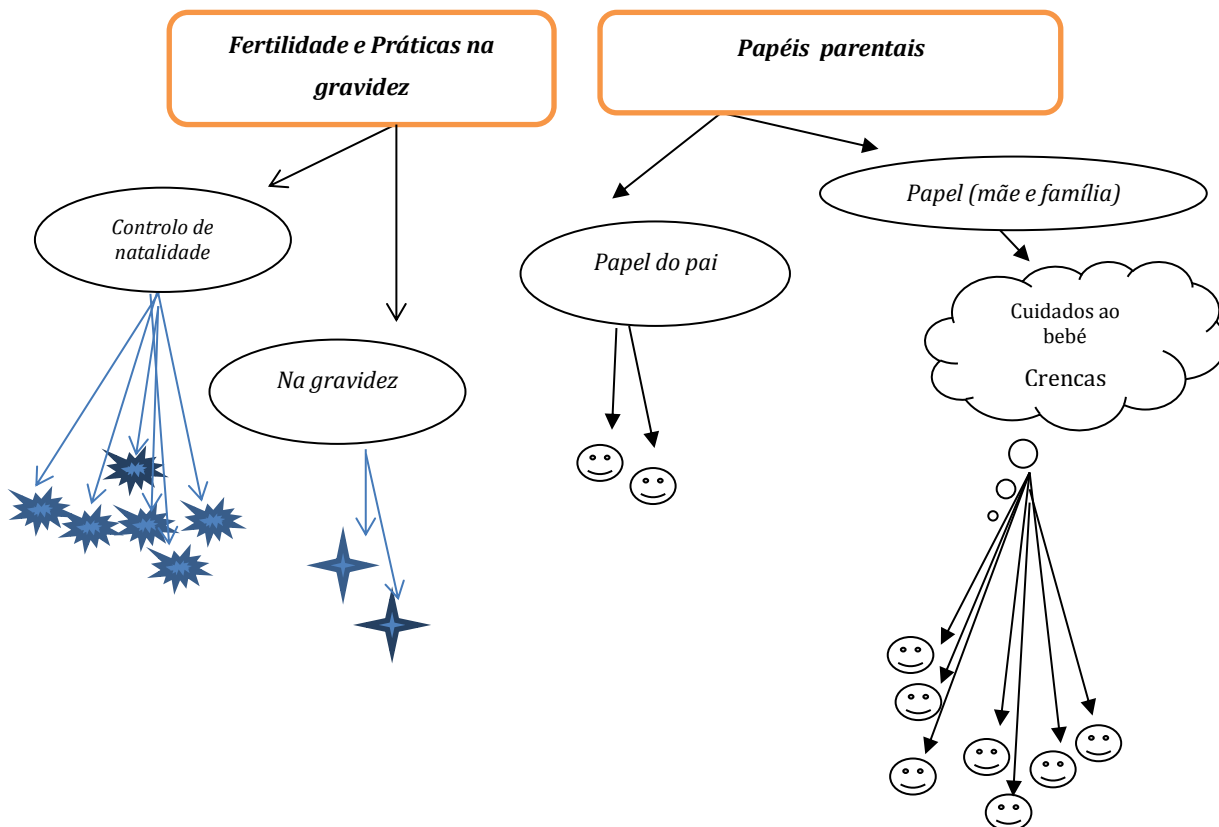 Fertilidade e Práticas na
gravidez
Papéis parentais
Controlo de
natalidade
Na gravidez
Papel do pai
Papel (mãe e família)
Cuidados ao
bebé
Crencas